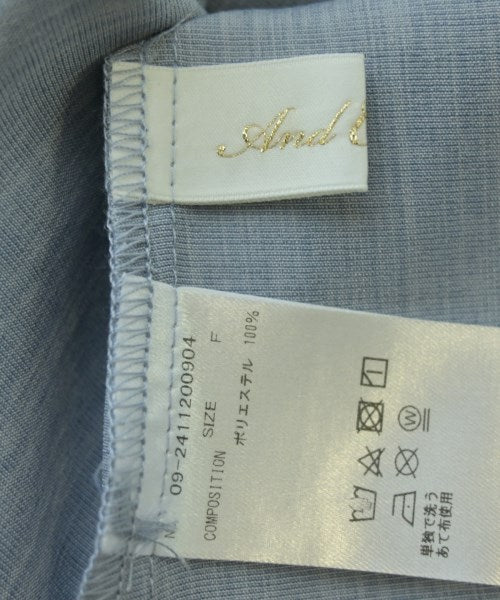 And
N
09-2411200904
SIZE F
COMPOSITION
ポリエステル 100%
W
単独で洗う
あて布使用